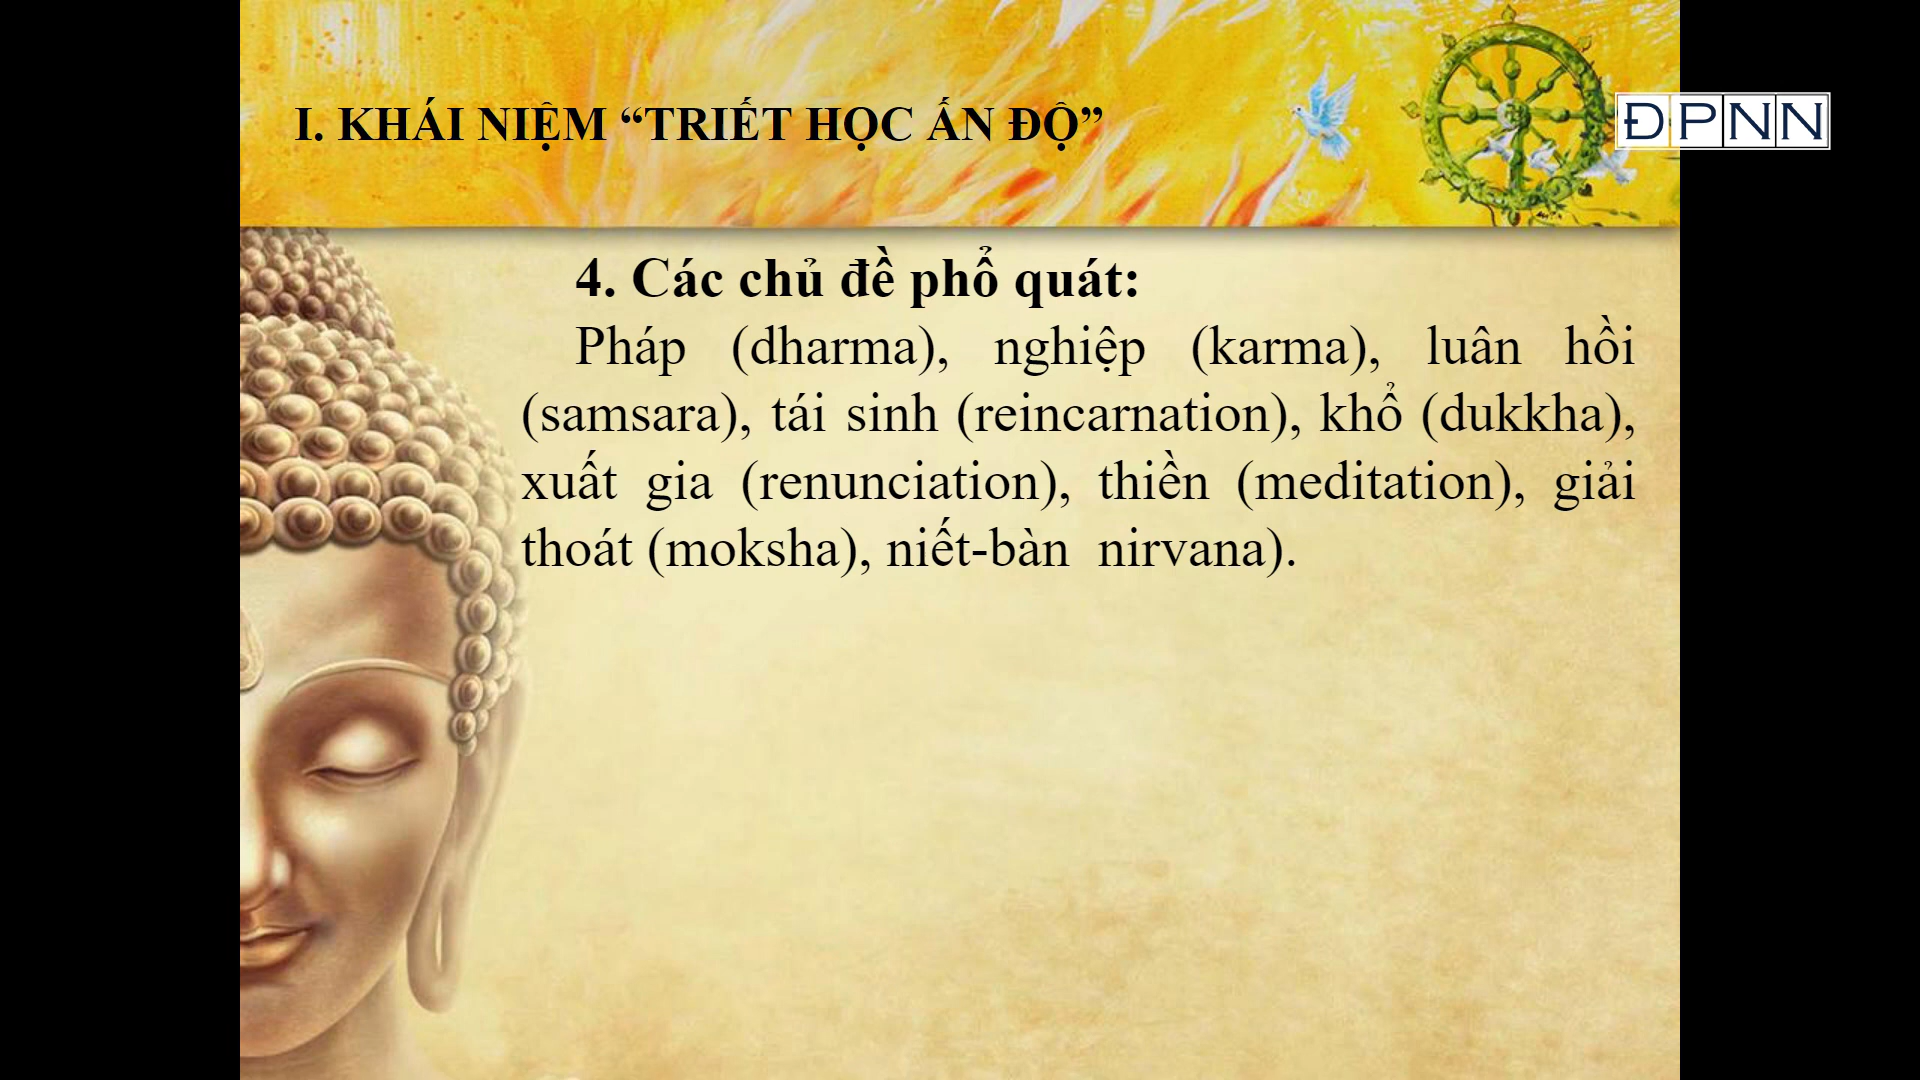 I. KHÁI NIỆM “TRIẾT HỌC ẤN ĐỘ”
ĐPNN
4. Các chủ đề phổ quát:
Pháp (dharma), nghiệp (karma), luân hồi
(samsara), tái sinh (reincarnation), khổ (dukkha),
xuất gia (renunciation), thiền (meditation), giải
thoát (moksha), niết-bàn  nirvana).